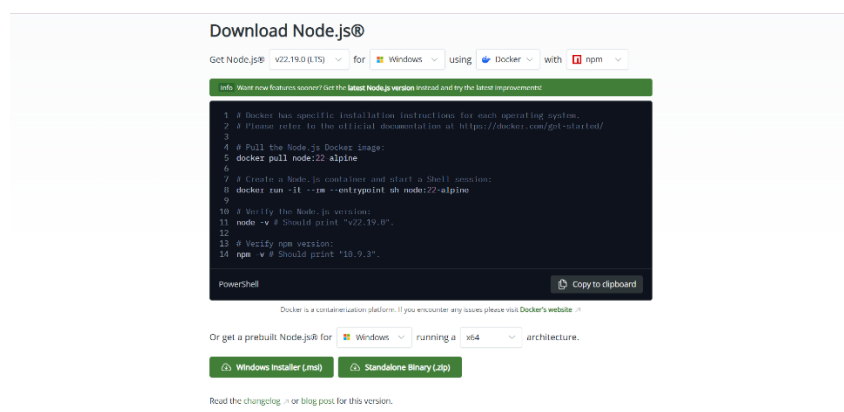 Download Node.js®
Get Node.js® v22.19.0 (LTS) for Windows using Docker with npm
Info Want new features sooner? Get the latest Node.js version instead and try the latest improvements!
1 # Docker has specific installation instructions for each operating system.
2 # Please refer to the official documentation at https://docker.com/get-started/
3
4 # Pull the Node.js Docker image:
5 docker pull node:22-alpine
6
7 # Create a Node.js container and start a Shell session:
8 docker run -it --rm --entrypoint sh node:22-alpine
9
10 # Verify the Node.js version:
11 node -v # Should print "v22.19.0".
12
13 # Verify npm version:
14 npm -v # Should print "10.9.3".
PowerShell Copy to clipboard
Docker is a containerization platform. If you encounter any issues please visit Docker's website
Or get a prebuilt Node.js® for Windows running a x64 architecture.
Windows Installer (.msi) Standalone Binary (.zip)
Read the changelog or blog post for this version.